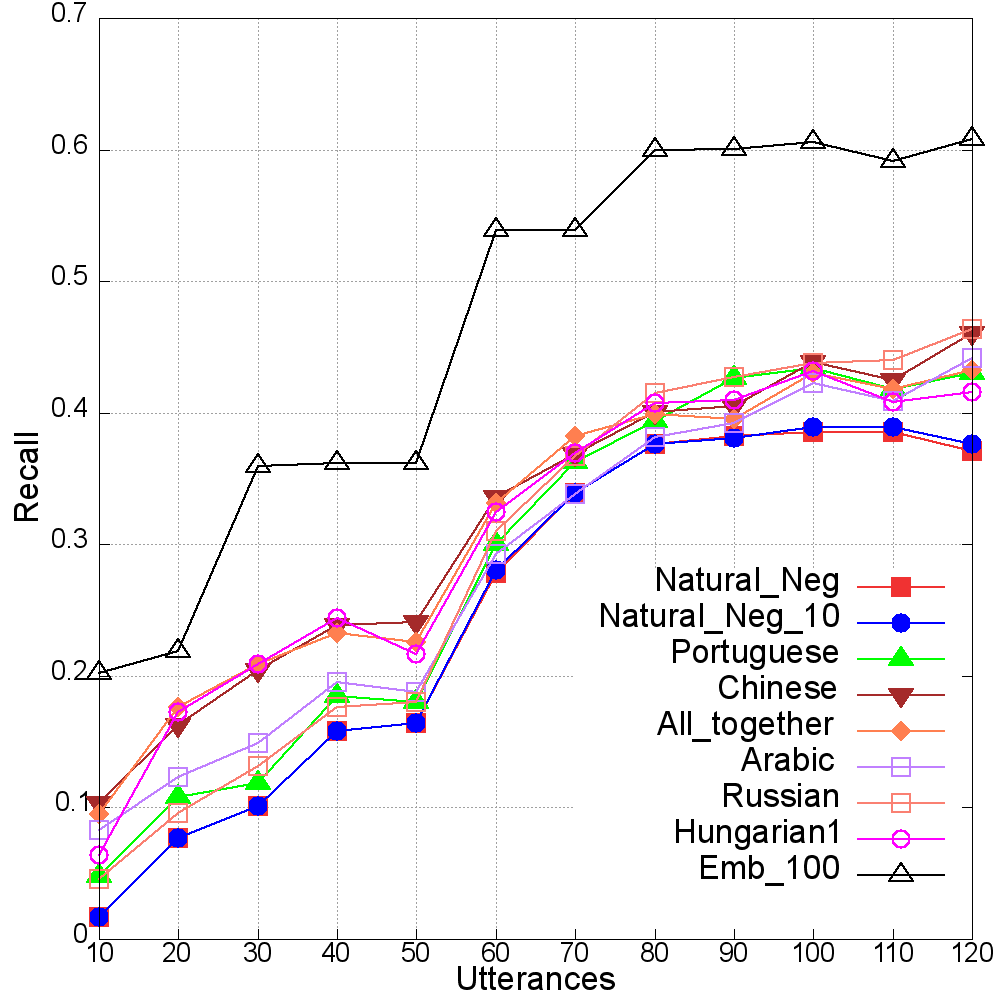 0.7
0.6
0.5
0.4
0.3
0.2
0.1
0
Recall
10 20 30 40 50 60 70 80 90 100 110 120
Utterances
Natural_Neg
Natural_Neg_10
Portuguese
Chinese
All_together
Arabic
Russian
Hungarian1
Emb_100